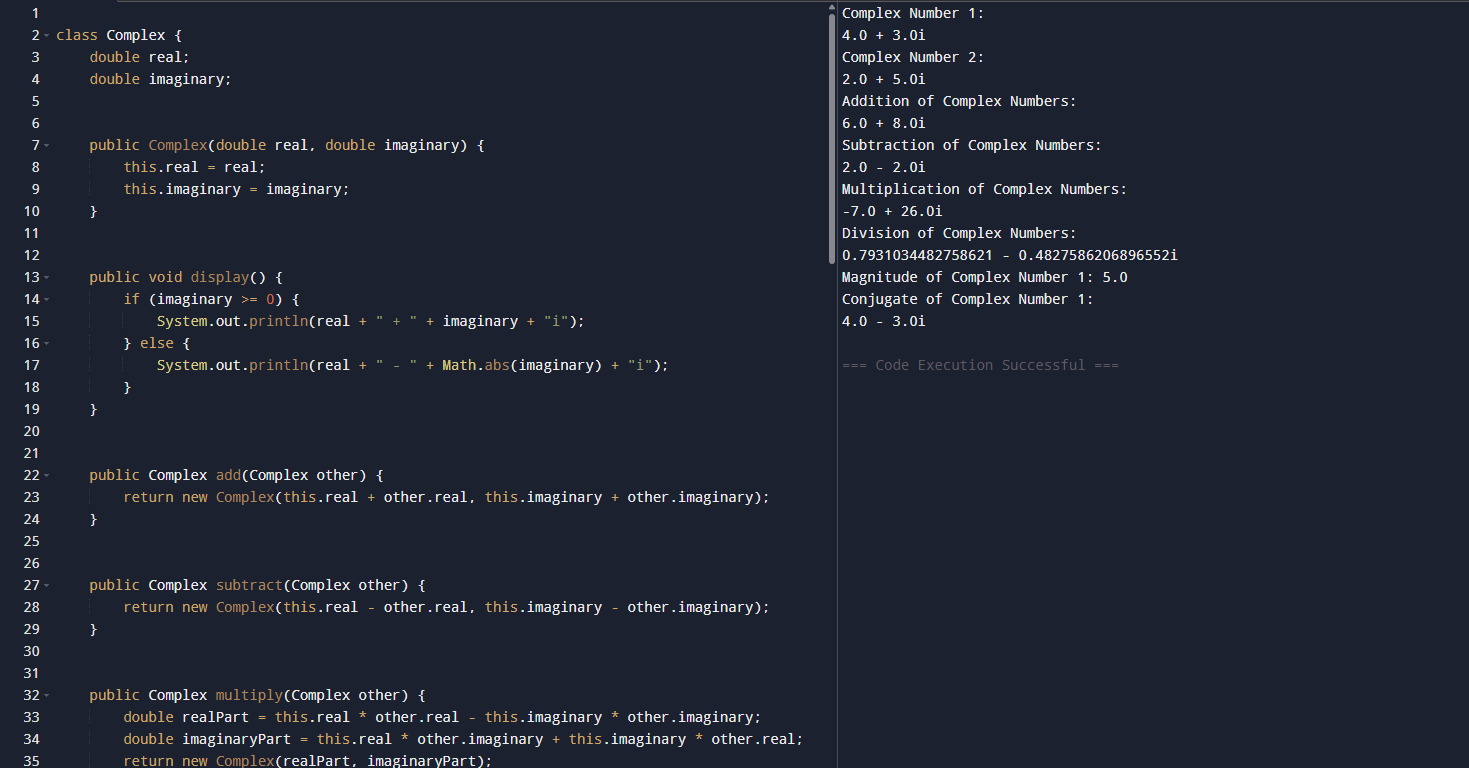 1
2 class Complex {
3     double real;
4     double imaginary;
5
6
7     public Complex(double real, double imaginary) {
8         this.real = real;
9         this.imaginary = imaginary;
10     }
11
12
13     public void display() {
14         if (imaginary >= 0) {
15             System.out.println(real + " + " + imaginary + "i");
16         } else {
17             System.out.println(real + " - " + Math.abs(imaginary) + "i");
18         }
19     }
20
21
22     public Complex add(Complex other) {
23         return new Complex(this.real + other.real, this.imaginary + other.imaginary);
24     }
25
26
27     public Complex subtract(Complex other) {
28         return new Complex(this.real - other.real, this.imaginary - other.imaginary);
29     }
30
31
32     public Complex multiply(Complex other) {
33         double realPart = this.real * other.real - this.imaginary * other.imaginary;
34         double imaginaryPart = this.real * other.imaginary + this.imaginary * other.real;
35         return new Complex(realPart, imaginaryPart);
Complex Number 1:
4.0 + 3.0i
Complex Number 2:
2.0 + 5.0i
Addition of Complex Numbers:
6.0 + 8.0i
Subtraction of Complex Numbers:
2.0 - 2.0i
Multiplication of Complex Numbers:
-7.0 + 26.0i
Division of Complex Numbers:
0.7931034482758621 - 0.4827586206896552i
Magnitude of Complex Number 1: 5.0
Conjugate of Complex Number 1:
4.0 - 3.0i
=== Code Execution Successful ===